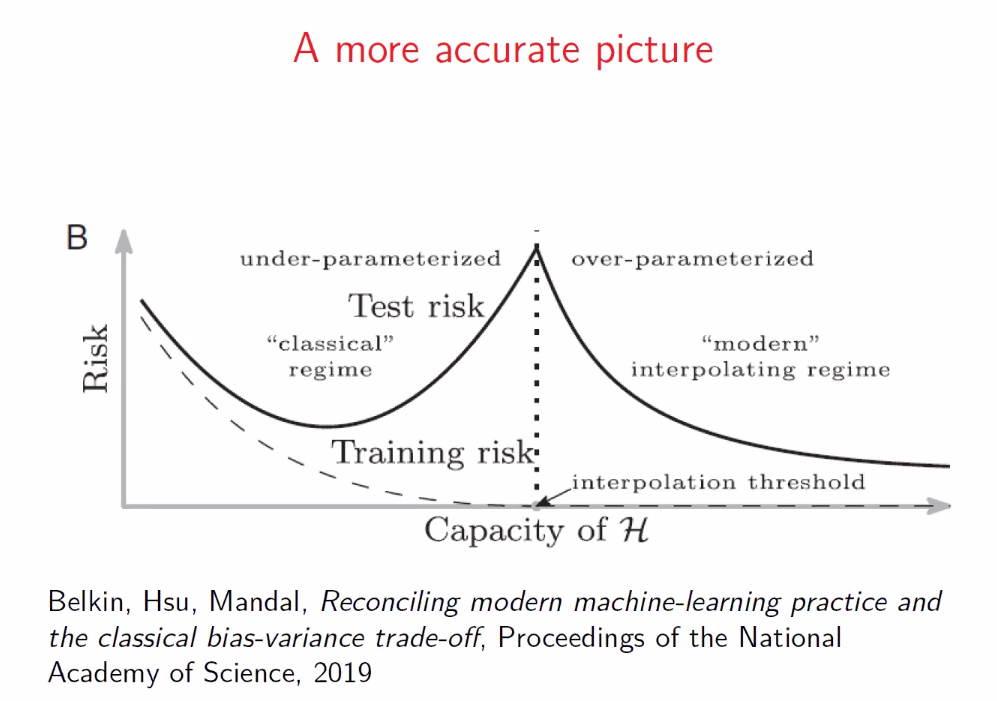 A more accurate picture
B
under-parameterized
over-parameterized
Test risk
“classical”
regime
“modern”
interpolating regime
Risk
Training risk
interpolation threshold
Capacity of ℋ
Belkin, Hsu, Mandal, Reconciling modern machine-learning practice and
the classical bias-variance trade-off, Proceedings of the National
Academy of Science, 2019